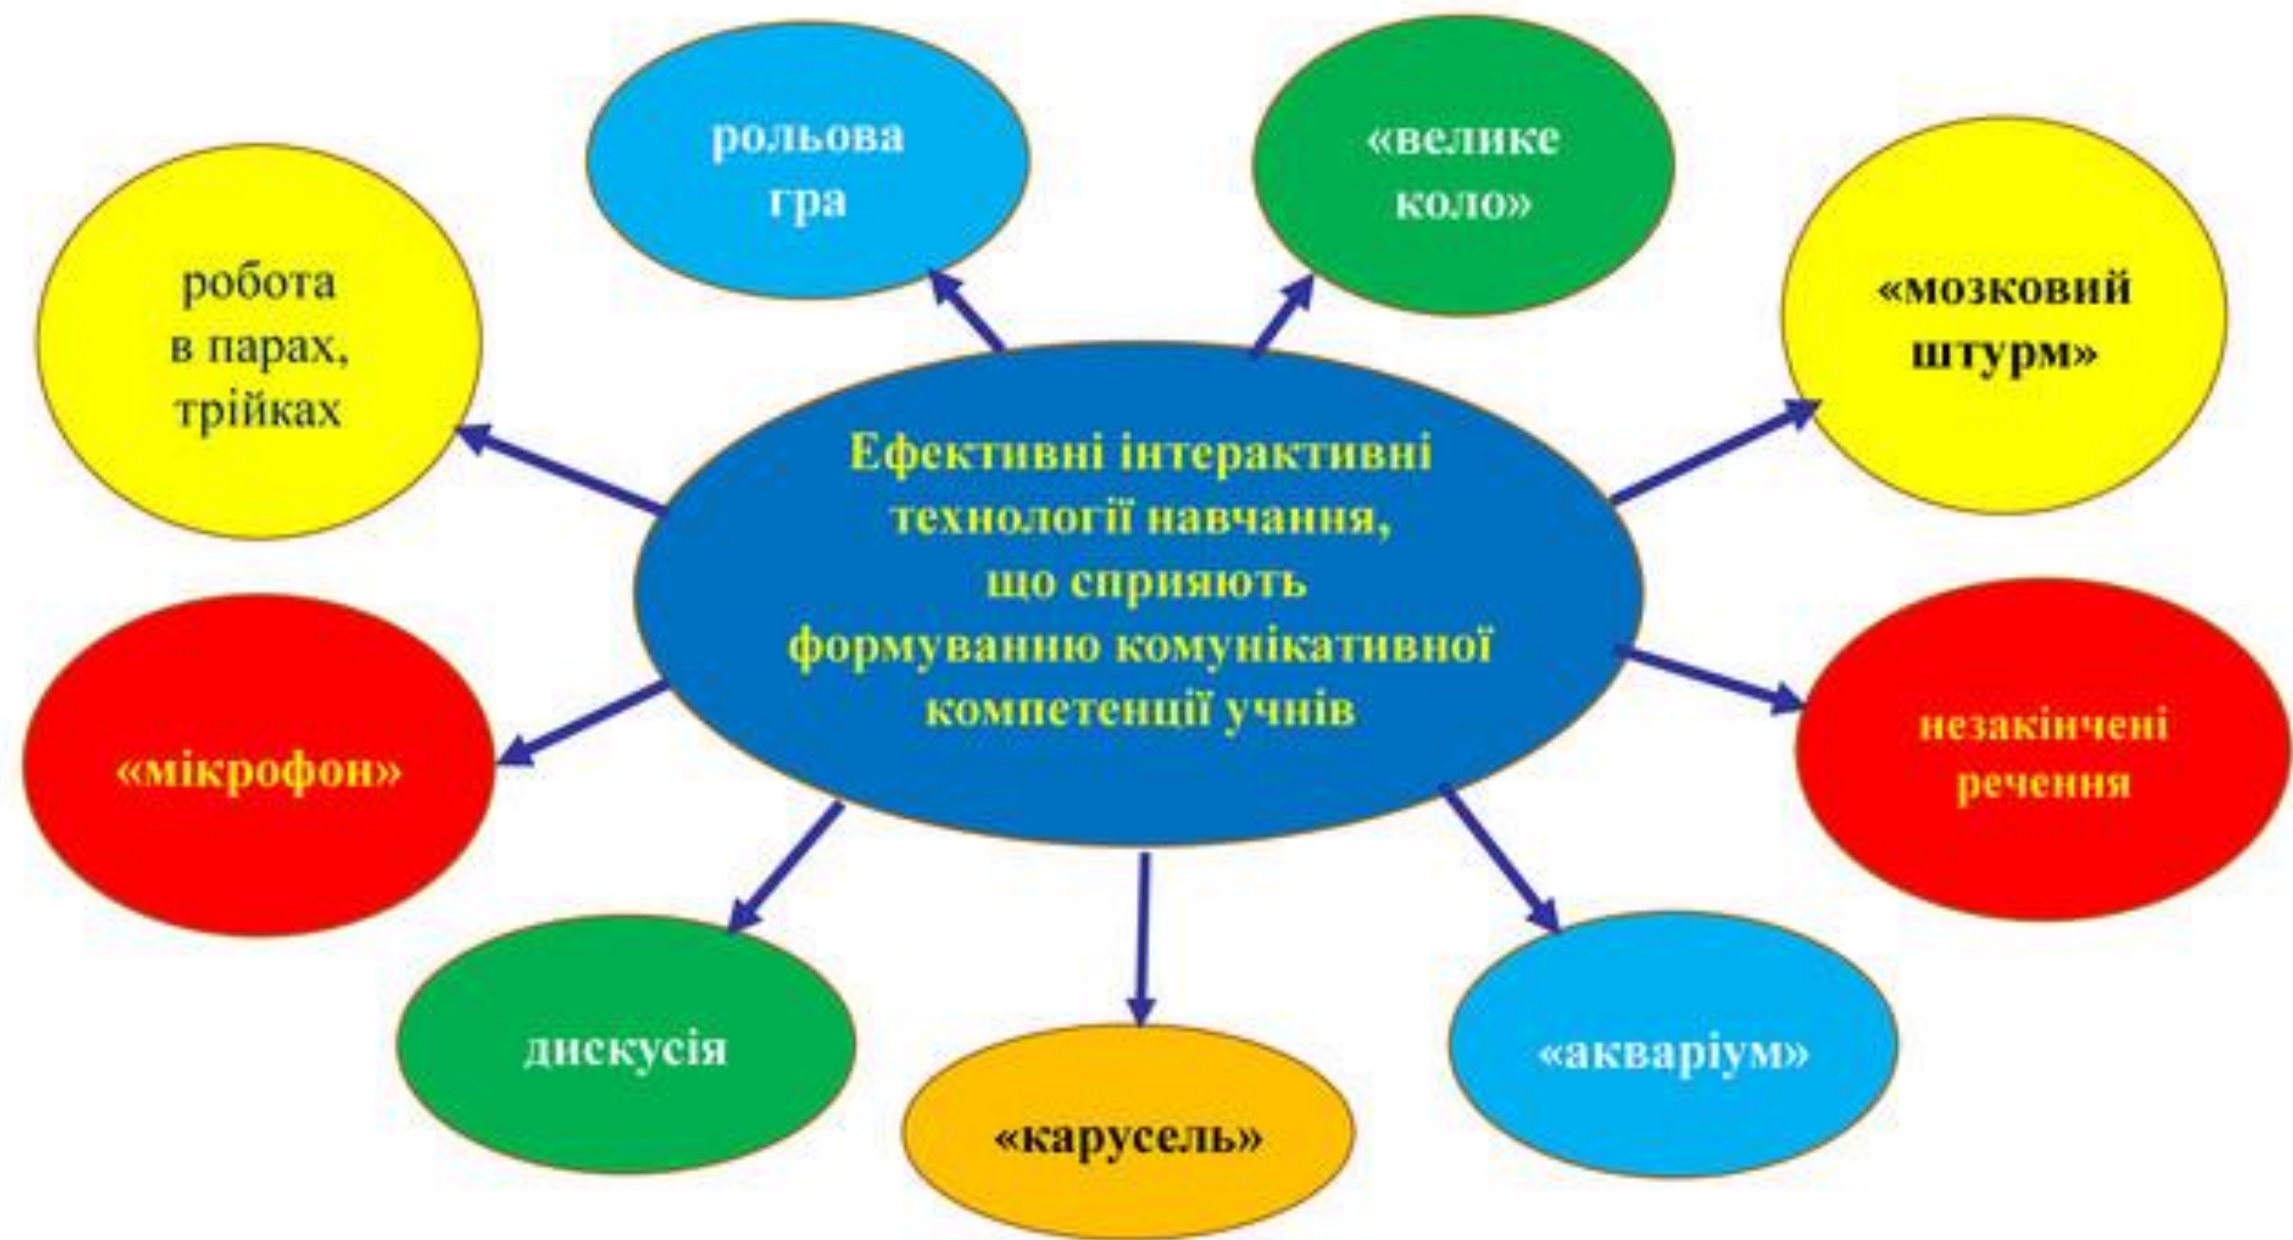 рольова
гра
«велике
коло»
робота
в парах,
трійках
«мозковий
штурм»
Ефективні інтерактивні
технології навчання,
що сприяють
формуванню комунікативної
компетенції учнів
«мікрофон»
незакінчені
речення
дискусія
«карусель»
«акваріум»